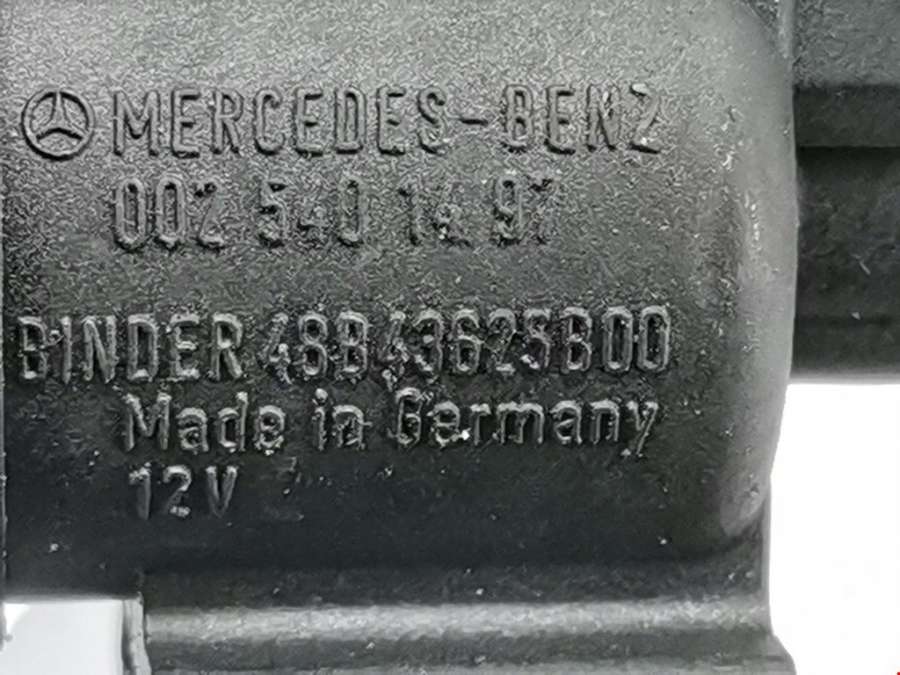 MERCEDES-BENZ
002 540 14 97
BINDER 48B43625B00
Made in Germany
12V